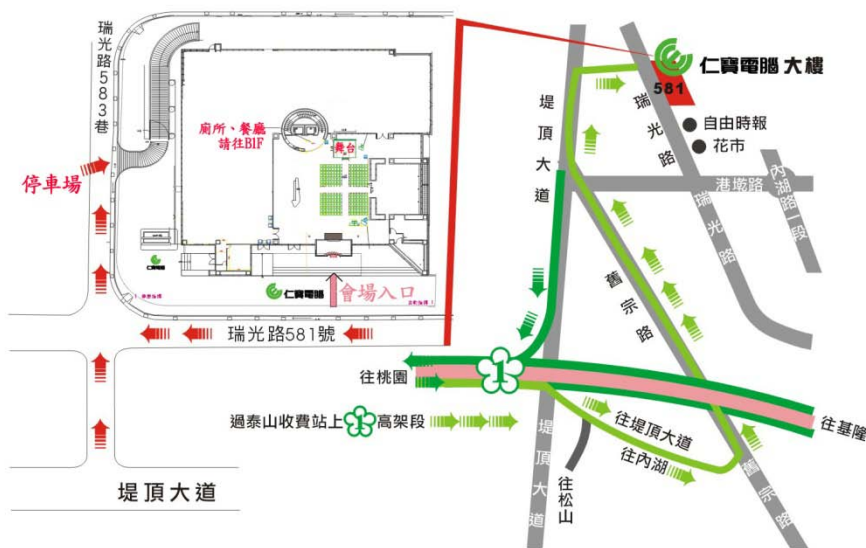 瑞光路583巷
廁所、餐廳
請往BIF
舞台
停車場
仁寶電腦
仁寶電腦
會場入口
瑞光路581號
堤頂大道
仁寶電腦 大樓
581
自由時報
花市
堤頂大道
瑞光路
港墘路
瑞光路
內湖路一段
舊宗路
1
往桃園
往基隆
過泰山收費站上
1
高架段
往堤頂大道
往內湖
堤頂大道
往松山
舊宗路